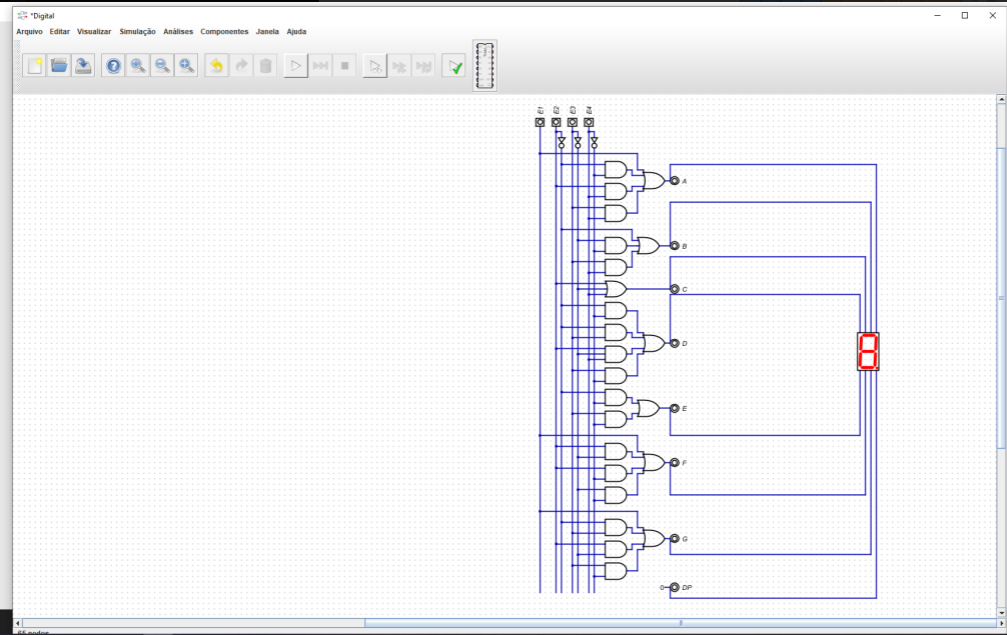 *Digital
Arquivo Editar Visualizar Simulação Análises Componentes Janela Ajuda
E1 E2 E3 E4
A
B
C
D
E
F
G
0 DP